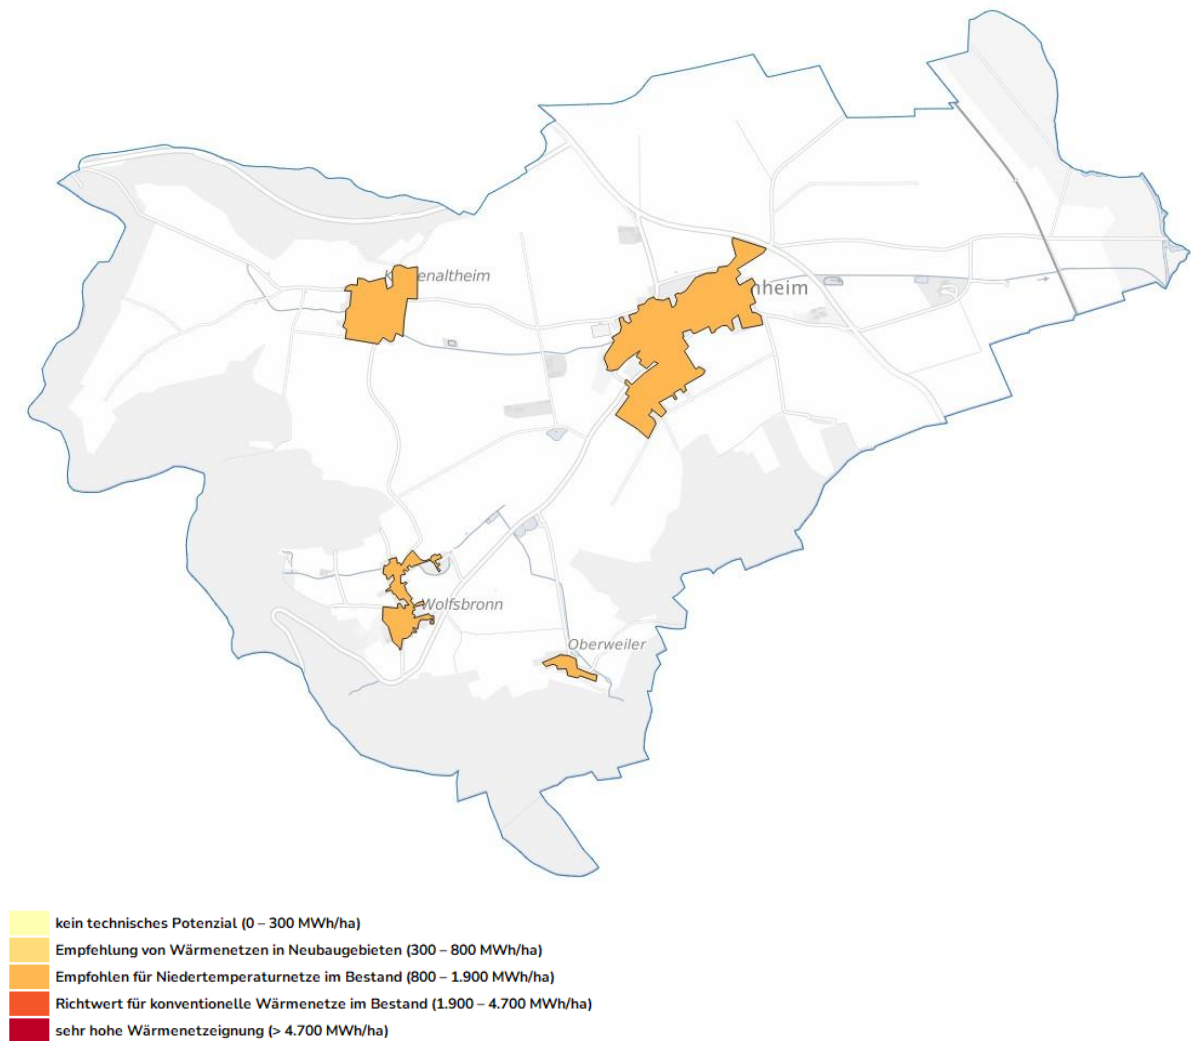 enaltheim
nheim
Wolfsbronn
Oberweiler
kein technisches Potenzial (0 – 300 MWh/ha)
Empfehlung von Wärmenetzen in Neubaugebieten (300 – 800 MWh/ha)
Empfohlen für Niedertemperaturnetze im Bestand (800 – 1.900 MWh/ha)
Richtwert für konventionelle Wärmenetze im Bestand (1.900 – 4.700 MWh/ha)
sehr hohe Wärmenetzeignung (> 4.700 MWh/ha)